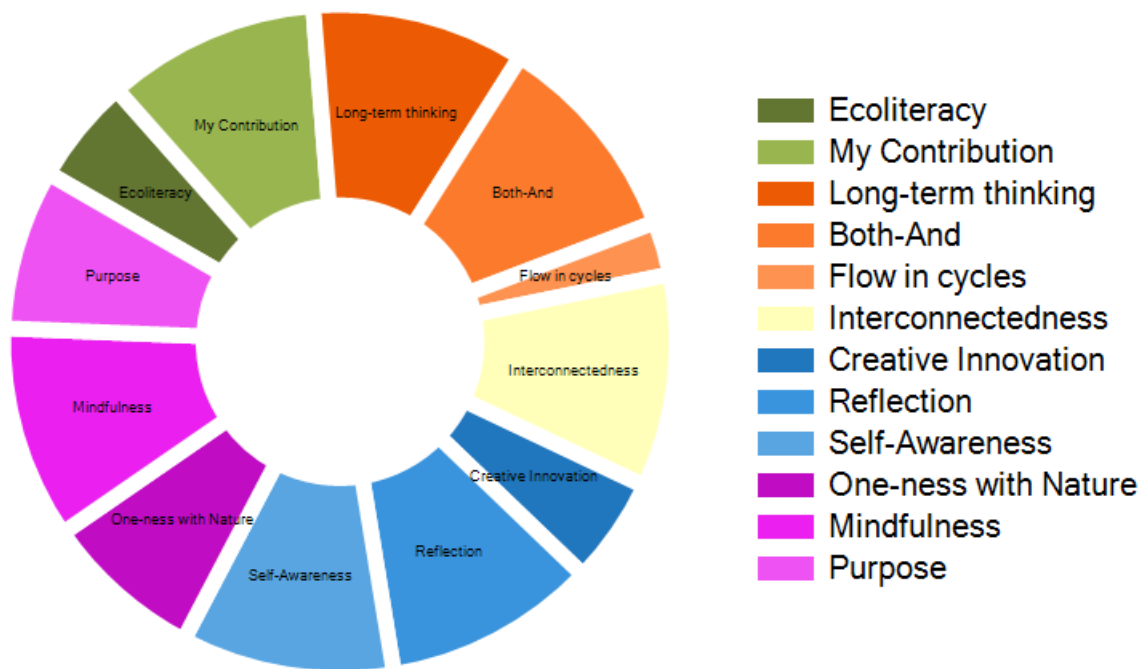 My Contribution
Long-term thinking
Both-And
Ecoliteracy
Flow in cycles
Purpose
Interconnectedness
Mindfulness
Creative Innovation
One-ness with Nature
Reflection
Self-Awareness
Ecoliteracy
My Contribution
Long-term thinking
Both-And
Flow in cycles
Interconnectedness
Creative Innovation
Reflection
Self-Awareness
One-ness with Nature
Mindfulness
Purpose